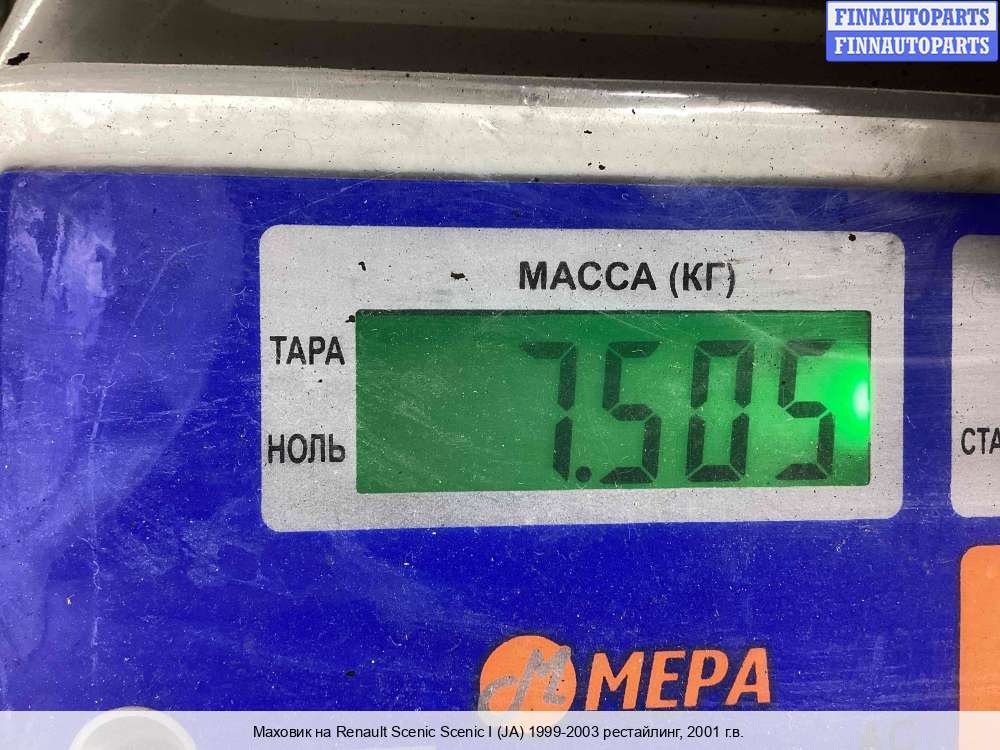 FINNAUTOPARTS
FINNAUTOPARTS
МАССА (КГ)
ТАРА
7.505
НОЛЬ
МЕРА
Маховик на Renault Scenic Scenic I (JA) 1999-2003 рестайлинг, 2001 г.в.